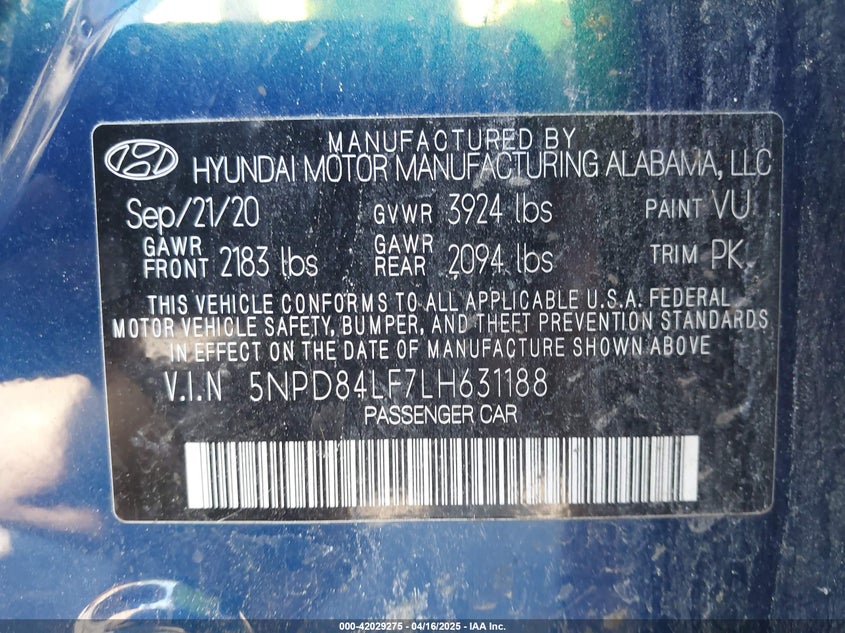 MANUFACTURED BY
HYUNDAI MOTOR MANUFACTURING ALABAMA, LLC
Sep/21/20 GVWR 3924 lbs PAINT VU
GAWR FRONT 2183 lbs GAWR REAR 2094 lbs TRIM PK
THIS VEHICLE CONFORMS TO ALL APPLICABLE U.S.A. FEDERAL
MOTOR VEHICLE SAFETY, BUMPER, AND THEFT PREVENTION STANDARDS
IN EFFECT ON THE DATE OF MANUFACTURE SHOWN ABOVE
V.I.N 5NPD84LF7LH631188
PASSENGER CAR
000-42029275 - 04/16/2025 - IAA Inc.